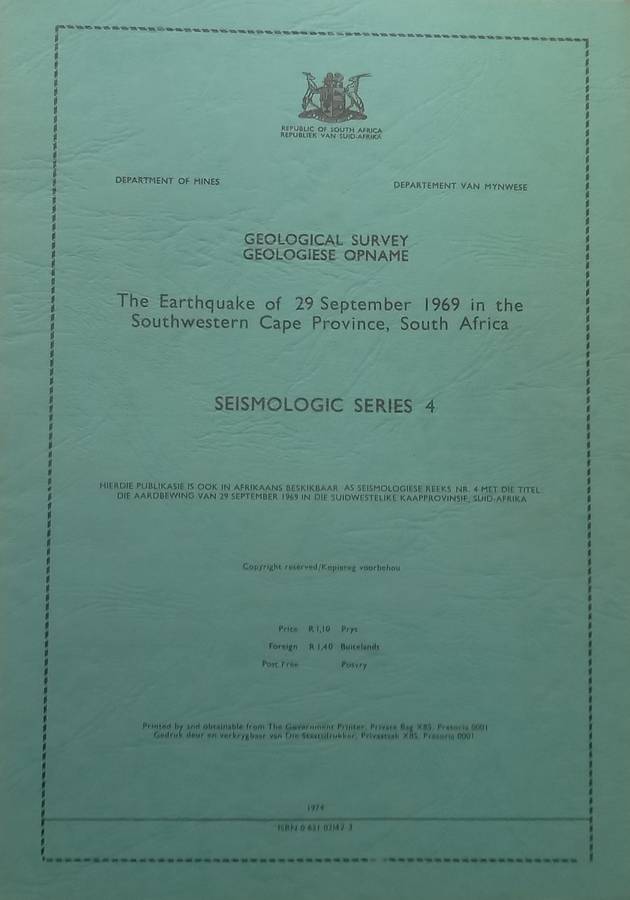 REPUBLIC OF SOUTH AFRICA
REPUBLIEK VAN SUID-AFRIKA
DEPARTMENT OF MINES
DEPARTEMENT VAN MYNWESE
GEOLOGICAL SURVEY
GEOLOGIESE OPNAME
The Earthquake of 29 September 1969 in the
Southwestern Cape Province, South Africa
SEISMOLOGIC SERIES 4
HIERDIE PUBLIKASIE IS OOK IN AFRIKAANS BESKIKBAAR AS SEISMOLOGIESE REEKS NR. 4 MET DIE TITEL:
DIE AARDBEWING VAN 29 SEPTEMBER 1969 IN DIE SUIDWESTELIKE KAAPPROVINSIE, SUID-AFRIKA
Copyright reserved/Kopiereg voorbehou
Price R1,10 Prys
Foreign R1,40 Buitelands
Post Free Posvry
Printed by and obtainable from The Government Printer, Private Bag X85, Pretoria 0001
Gedruk deur en verkrygbaar van Die Staatsdrukker, Privaatsak X85, Pretoria 0001
1974
ISBN 0 621